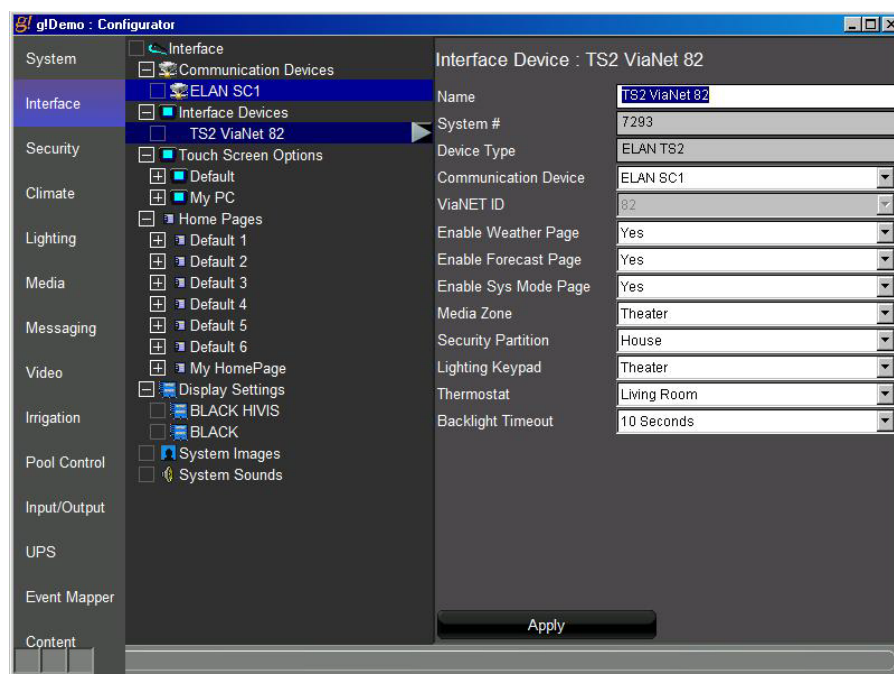 g! g!Demo : Configurator
System
Interface
Security
Climate
Lighting
Media
Messaging
Video
Irrigation
Pool Control
Input/Output
UPS
Event Mapper
Content
Interface
Communication Devices
ELAN SC1
Interface Devices
TS2 ViaNet 82
Touch Screen Options
Default
My PC
Home Pages
Default 1
Default 2
Default 3
Default 4
Default 5
Default 6
My HomePage
Display Settings
BLACK HIVIS
BLACK
System Images
System Sounds
Interface Device : TS2 ViaNet 82
Name TS2 ViaNet 82
System # 7293
Device Type ELAN TS2
Communication Device ELAN SC1
ViaNET ID 82
Enable Weather Page Yes
Enable Forecast Page Yes
Enable Sys Mode Page Yes
Media Zone Theater
Security Partition House
Lighting Keypad Theater
Thermostat Living Room
Backlight Timeout 10 Seconds
Apply